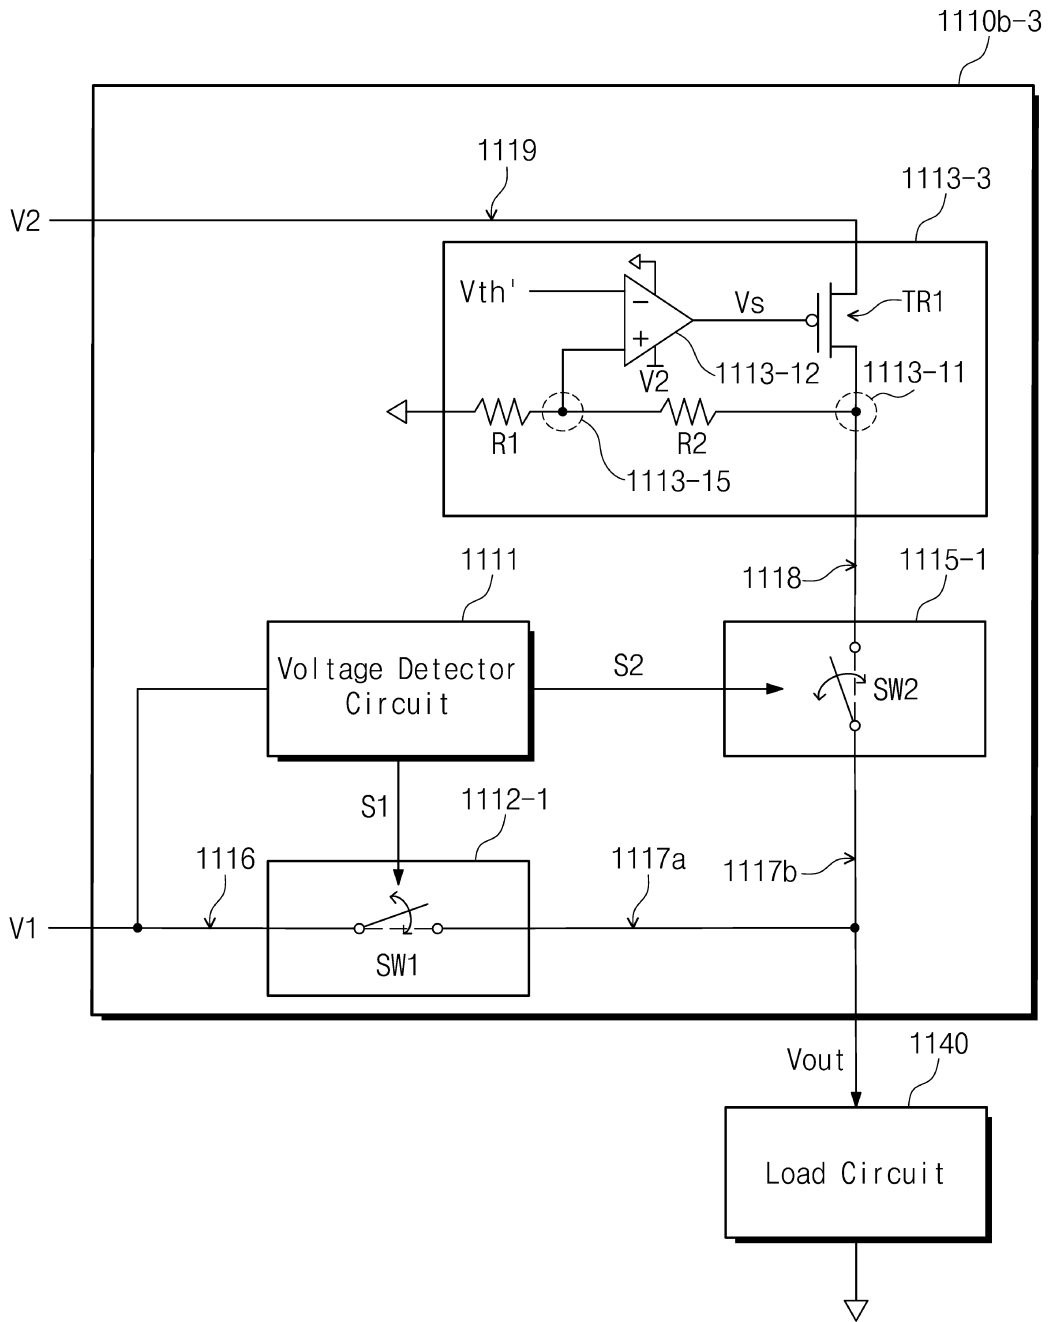 1110b-3
1119
1113-3
V2
Vth'
−
+
Vs
TR1
V2
1113-12
1113-11
R1
R2
1113-15
1111
1118
1115-1
Voltage Detector
Circuit
S2
SW2
S1
1112-1
1116
1117a
1117b
V1
SW1
Vout
1140
Load Circuit